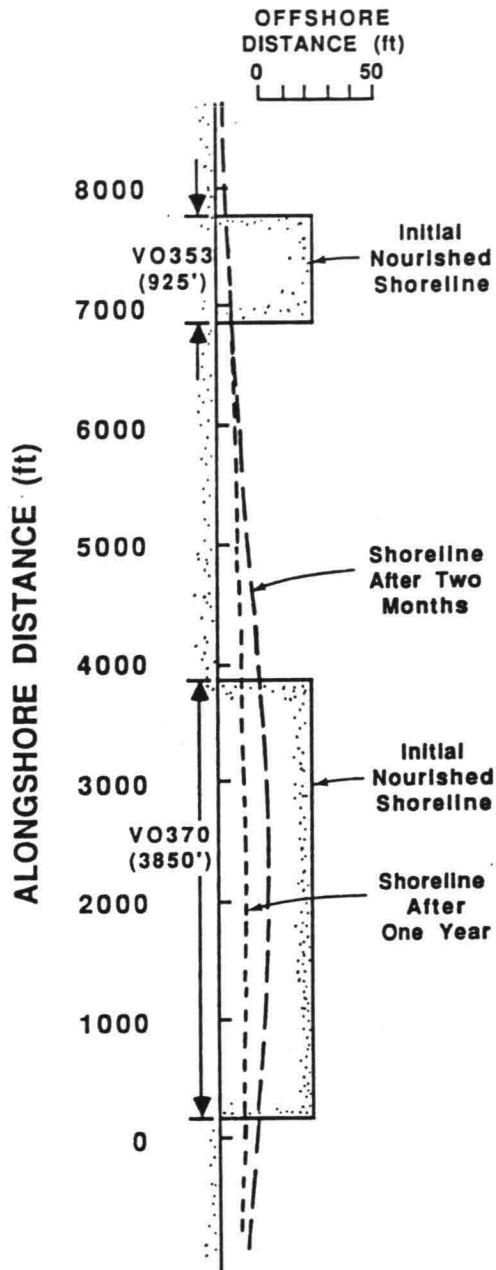 OFFSHORE
DISTANCE (ft)
0 50
8000
VO353
(925')
7000
Initial
Nourished
Shoreline
6000
5000
Shoreline
After Two
Months
4000
ALONGSHORE DISTANCE (ft)
3000
Initial
Nourished
Shoreline
VO370
(3850')
2000
Shoreline
After
One Year
1000
0